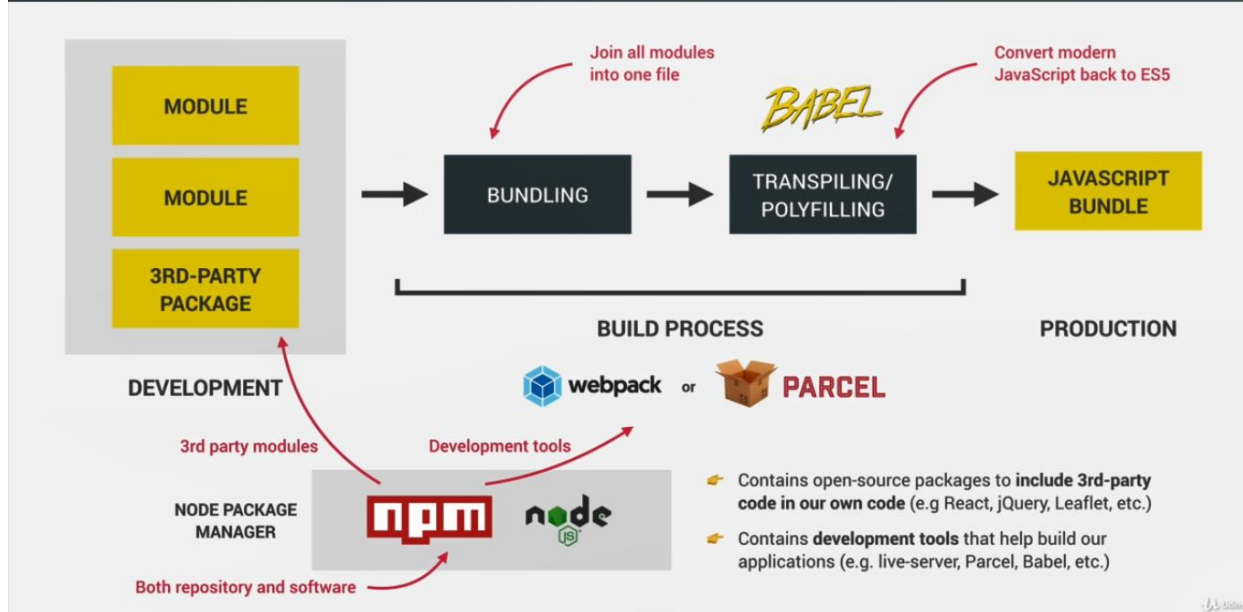 Join all modules
into one file
Convert modern
JavaScript back to ES5
MODULE
MODULE
3RD-PARTY
PACKAGE
DEVELOPMENT
BABEL
BUNDLING
TRANSPILING/
POLYFILLING
JAVASCRIPT
BUNDLE
BUILD PROCESS
PRODUCTION
webpack or PARCEL
3rd party modules
Development tools
NODE PACKAGE
MANAGER
npm
node
JS
Both repository and software
Contains open-source packages to include 3rd-party
code in our own code (e.g React, jQuery, Leaflet, etc.)
Contains development tools that help build our
applications (e.g. live-server, Parcel, Babel, etc.)